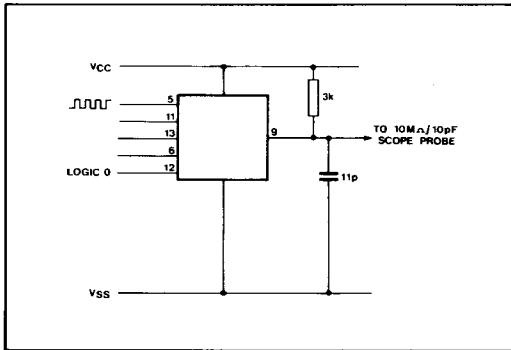 VCC
5
3k
11
9
TO 10MΩ/10pF
SCOPE PROBE
13
6
LOGIC 0
12
11p
VSS